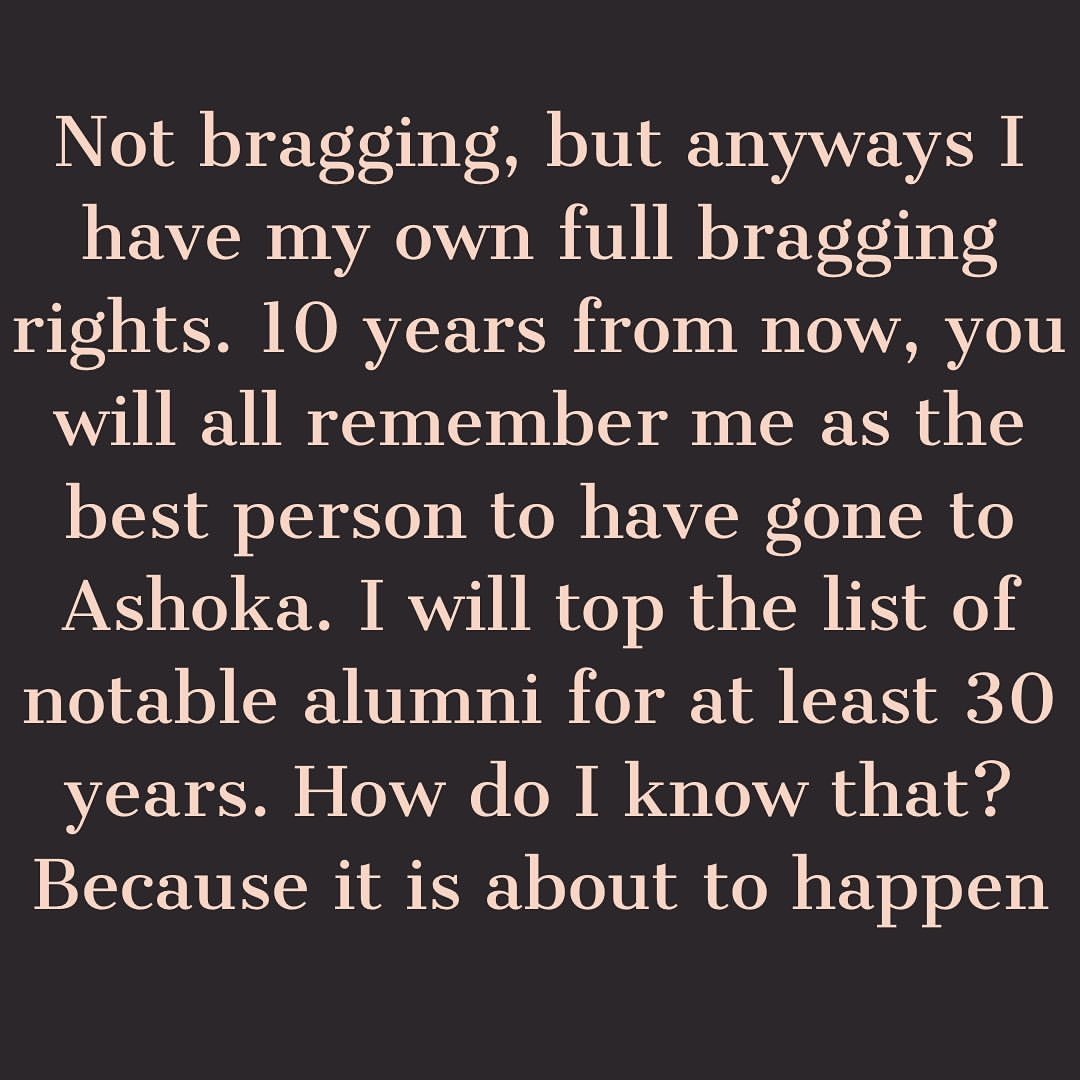 Not bragging, but anyways I
have my own full bragging
rights. 10 years from now, you
will all remember me as the
best person to have gone to
Ashoka. I will top the list of
notable alumni for at least 30
years. How do I know that?
Because it is about to happen